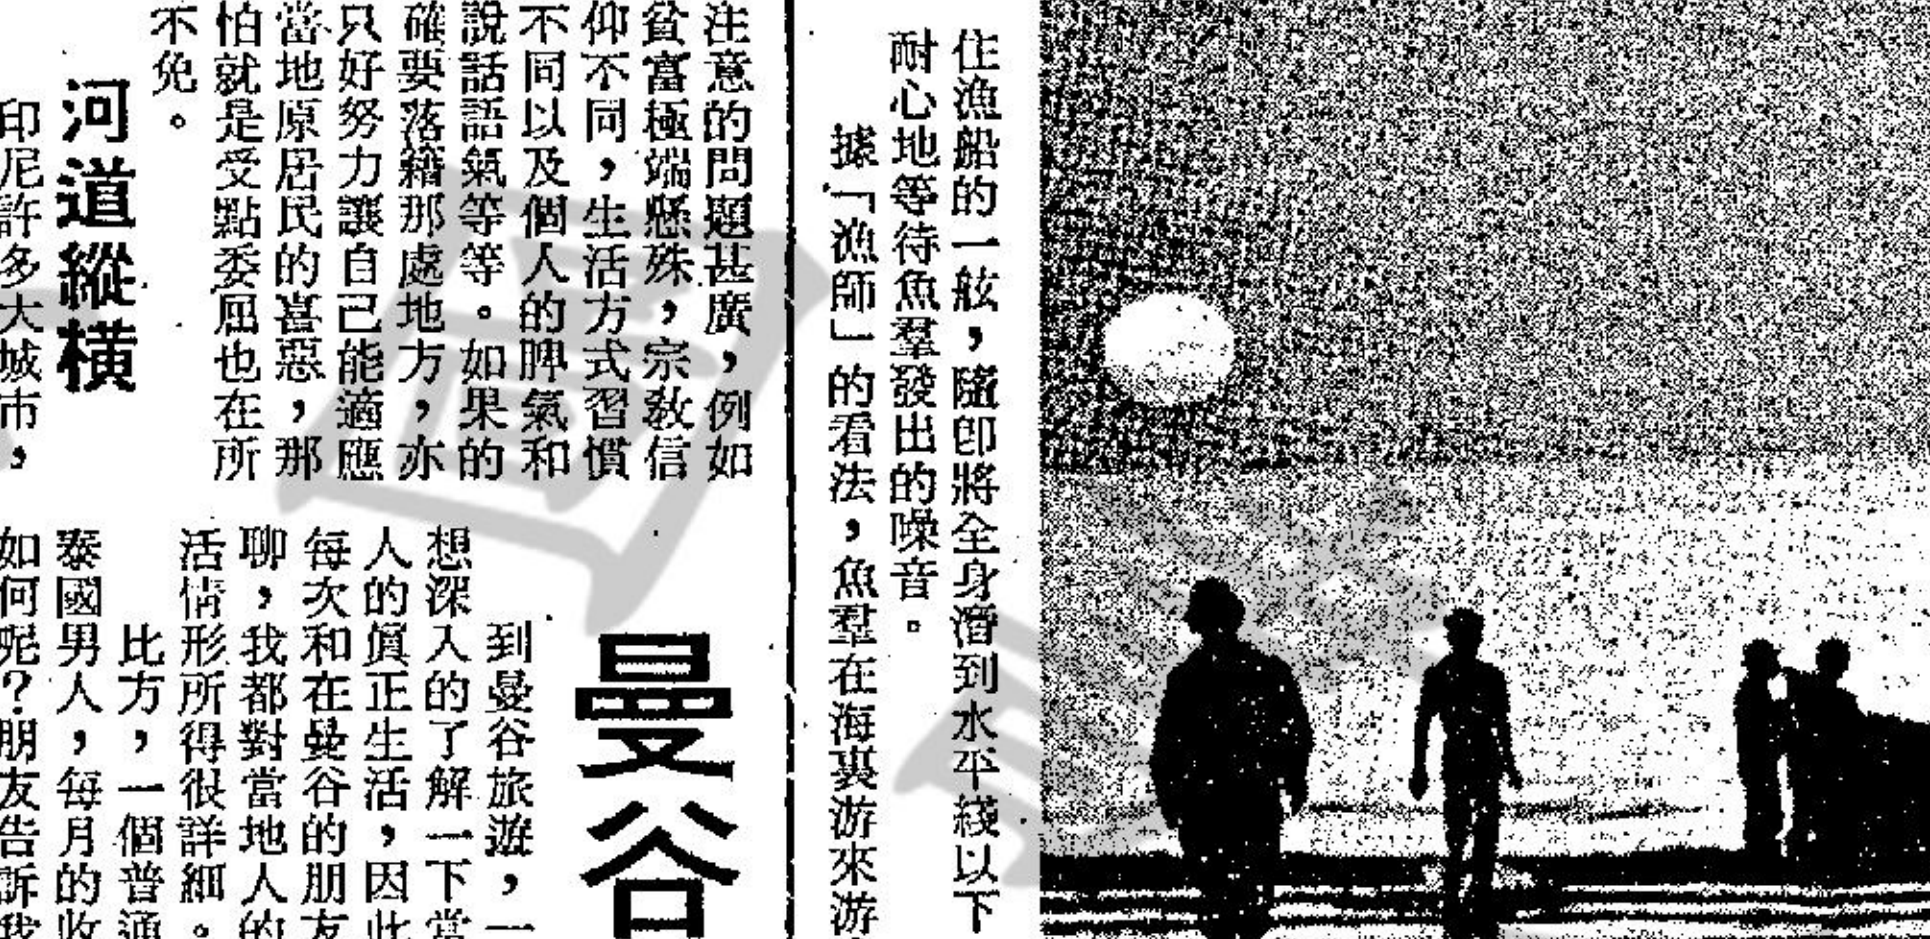 住漁船的一舷，隨即將全身潛到水平綫以下
耐心地等待魚羣發出的噪音。
據「漁師」的看法，魚羣在海裏游來游
注意的問題甚廣，例如
貧富極端懸殊，宗教信
仰不同，生活方式習慣
不同以及個人的脾氣和
說話語氣等等。如果的
確要落籍那處地方，亦
只好努力讓自己能適應
當地原居民的喜惡，那
怕就是受點委屈也在所
不免。
河道縱橫
印尼許多大城市，
曼谷
到曼谷旅遊，一
想深入的了解一下當
人的眞正生活，因此
每次和在曼谷的朋友
聊，我都對當地人的
活情形所得很詳細。
比方，一個普通
泰國男人，每月的收
如何呢？朋友告訴我